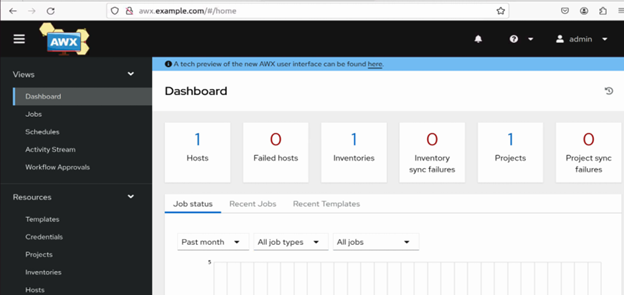 awx.example.com/#/home
AWX
admin
Views
Dashboard
Jobs
Schedules
Activity Stream
Workflow Approvals
Resources
Templates
Credentials
Projects
Inventories
Hosts
A tech preview of the new AWX user interface can be found here.
Dashboard
1
Hosts
0
Failed hosts
1
Inventories
0
Inventory
sync failures
1
Projects
0
Project sync
failures
Job status Recent Jobs Recent Templates
Past month All job types All jobs
5